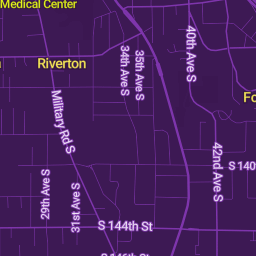 Medical Center
Riverton
34th Ave S
35th Ave S
40th Ave S
Military Rd S
42nd Ave S
29th Ave S
31st Ave S
S 144th St